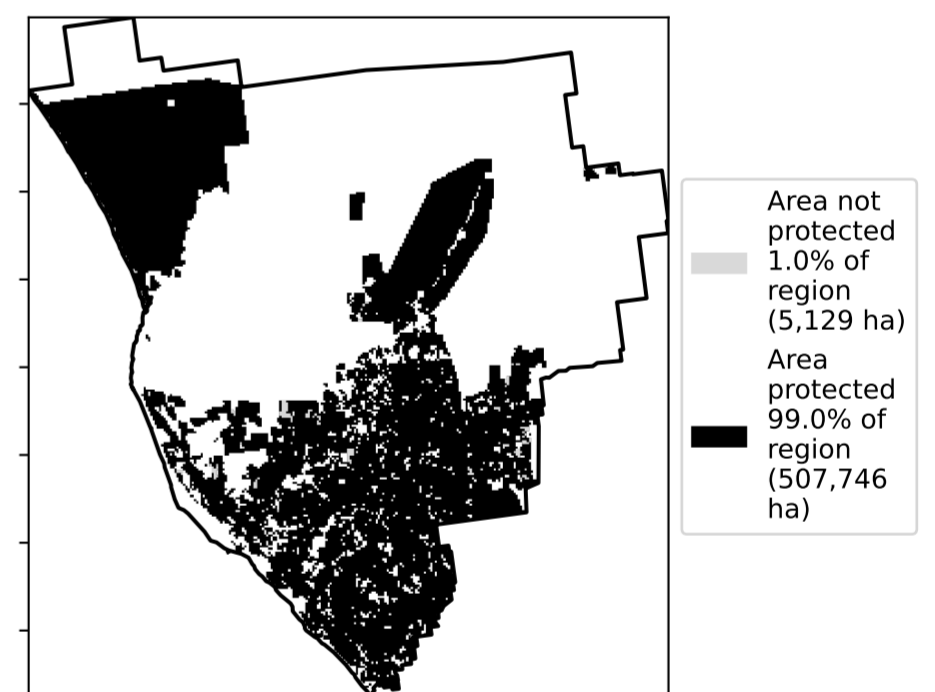 Area not
protected
1.0% of
region
(5,129 ha)
Area
protected
99.0% of
region
(507,746
ha)